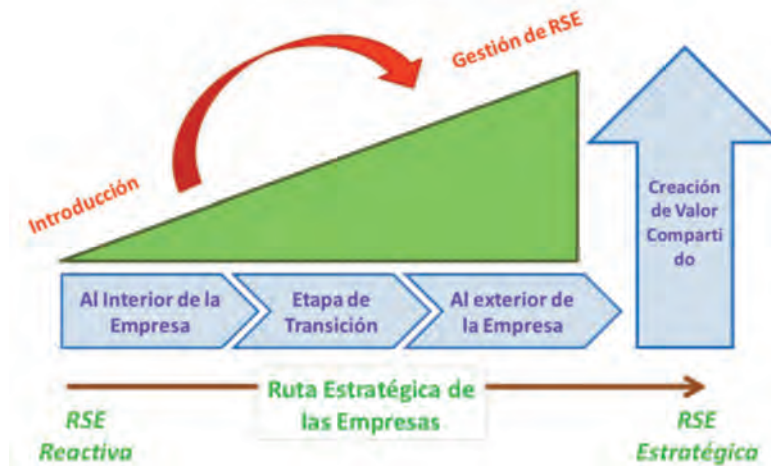 Gestión de RSE
Introducción
Creación
de Valor
Comparti
do
Al Interior de la
Empresa
Etapa de
Transición
Al exterior de
la Empresa
Ruta Estratégica de
las Empresas
RSE
Reactiva
RSE
Estratégica